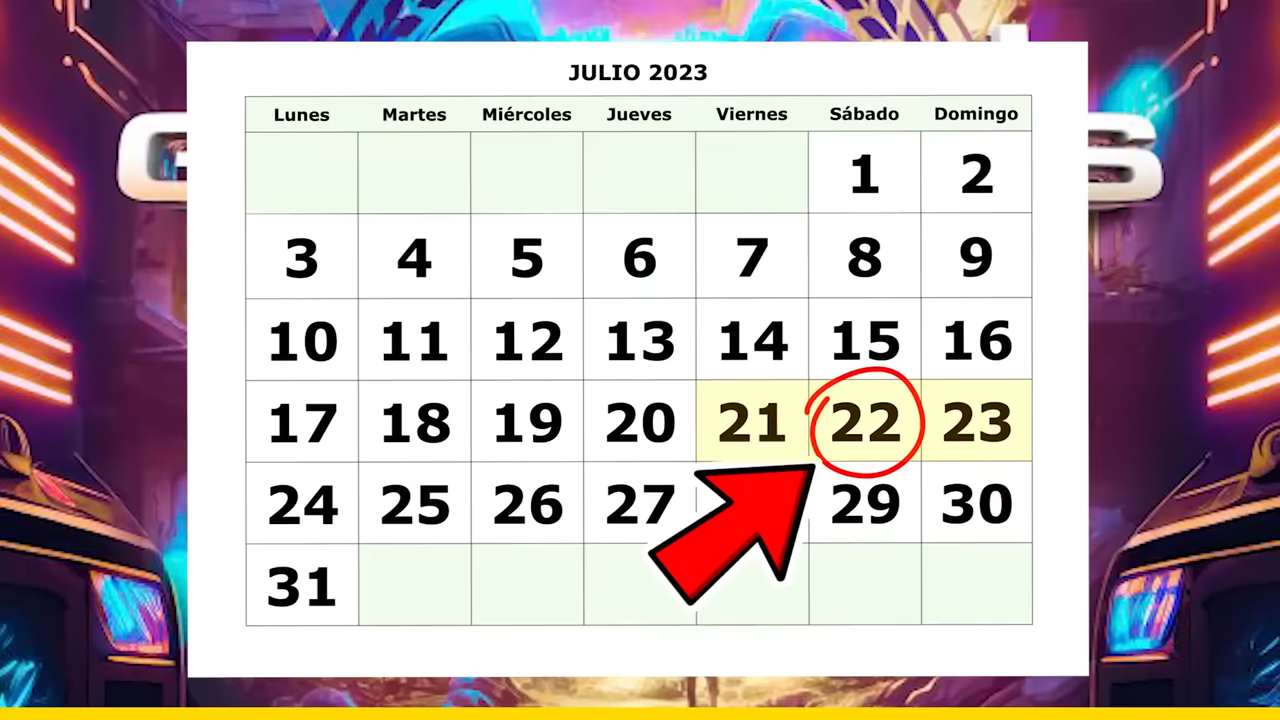 JULIO 2023
Lunes Martes Miércoles Jueves Viernes Sábado Domingo
1 2
3 4 5 6 7 8 9
10 11 12 13 14 15 16
17 18 19 20 21 22 23
24 25 26 27 29 30
31